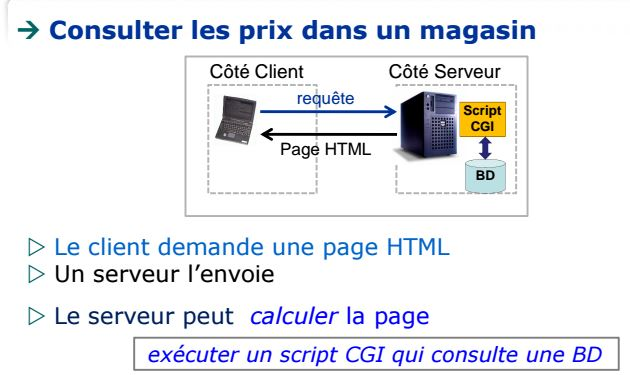 → Consulter les prix dans un magasin
Côté Client Côté Serveur
requête
Script
CGI
Page HTML
BD
▷ Le client demande une page HTML
▷ Un serveur l'envoie
▷ Le serveur peut calculer la page
exécuter un script CGI qui consulte une BD